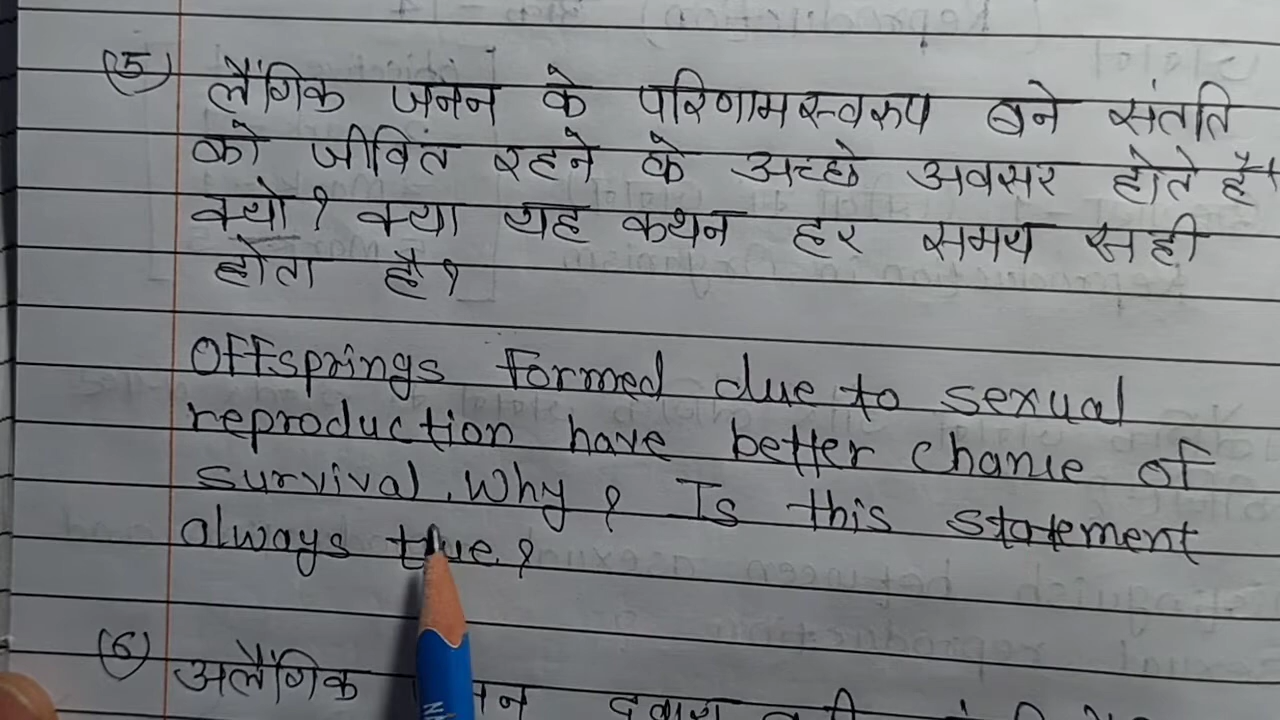 (5) लैंगिक जनन के परिणामस्वरुप बने संतति
को जीवित रहने के अच्छे अवसर होते हैं।
क्यो? क्या यह कथन हर समय सही
होता है?
Offsprings formed due to sexual
reproduction have better chance of
survival. Why? Is this statement
always true?
(6) अलैंगिक